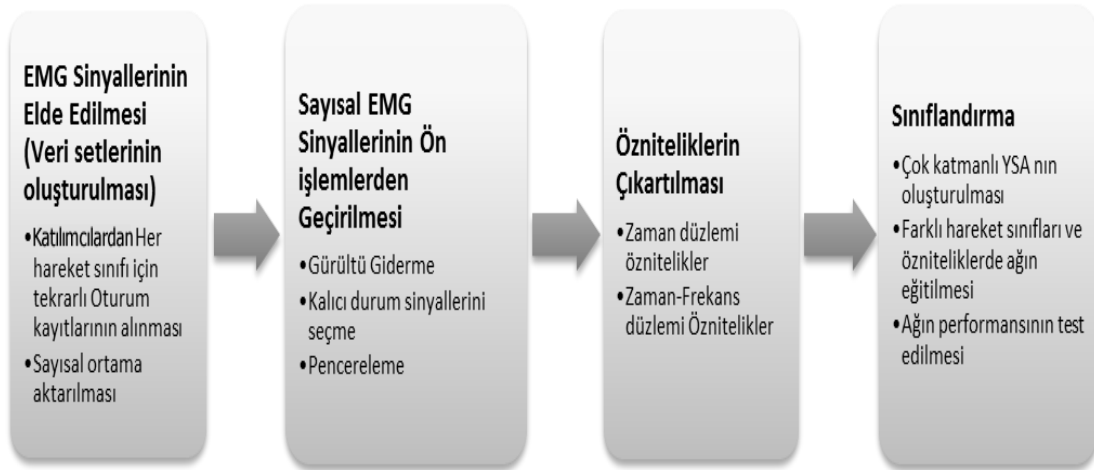 EMG Sinyallerinin
Elde Edilmesi
(Veri setlerinin
oluşturulması)
•Katılımcılardan Her
hareket sınıfı için
tekrarlı Oturum
kayıtlarının alınması
•Sayısal ortama
aktarılması
Sayısal EMG
Sinyallerinin Ön
işlemlerden
Geçirilmesi
•Gürültü Giderme
•Kalıcı durum sinyallerini
seçme
•Pencereleme
Özniteliklerin
Çıkartılması
•Zaman düzlemi
öznitelikler
•Zaman-Frekans
düzlemi Öznitelikler
Sınıflandırma
•Çok katmanlı YSA nın
oluşturulması
•Farklı hareket sınıfları ve
özniteliklerde ağın
eğitilmesi
•Ağın performansının test
edilmesi